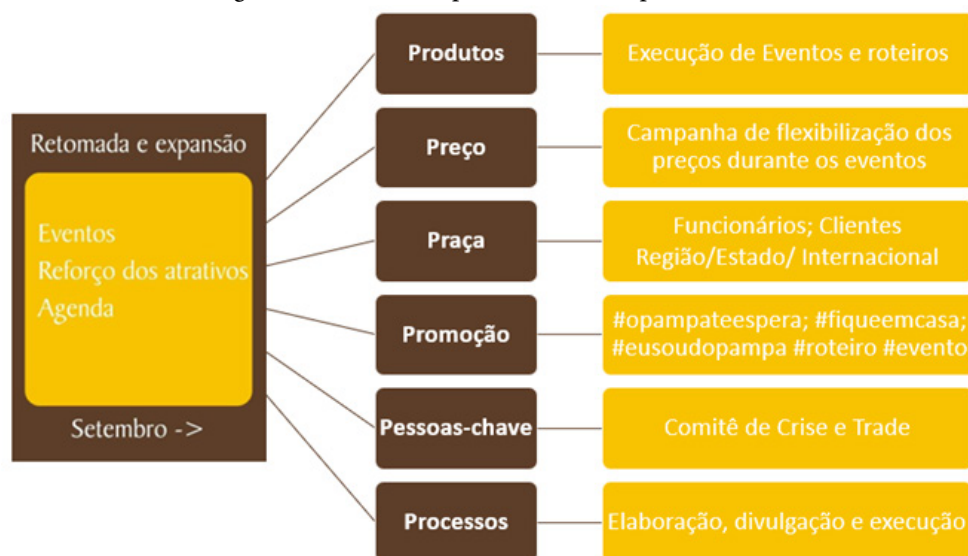 Retomada e expansão
Eventos
Reforço dos atrativos
Agenda
Setembro ->
Produtos
Execução de Eventos e roteiros
Preço
Campanha de flexibilização dos
preços durante os eventos
Praça
Funcionários; Clientes
Região/Estado/ Internacional
Promoção
#opampateespera; #fiqueemcasa;
#eusoudopampa #roteiro #evento
Pessoas-chave
Comitê de Crise e Trade
Processos
Elaboração, divulgação e execução